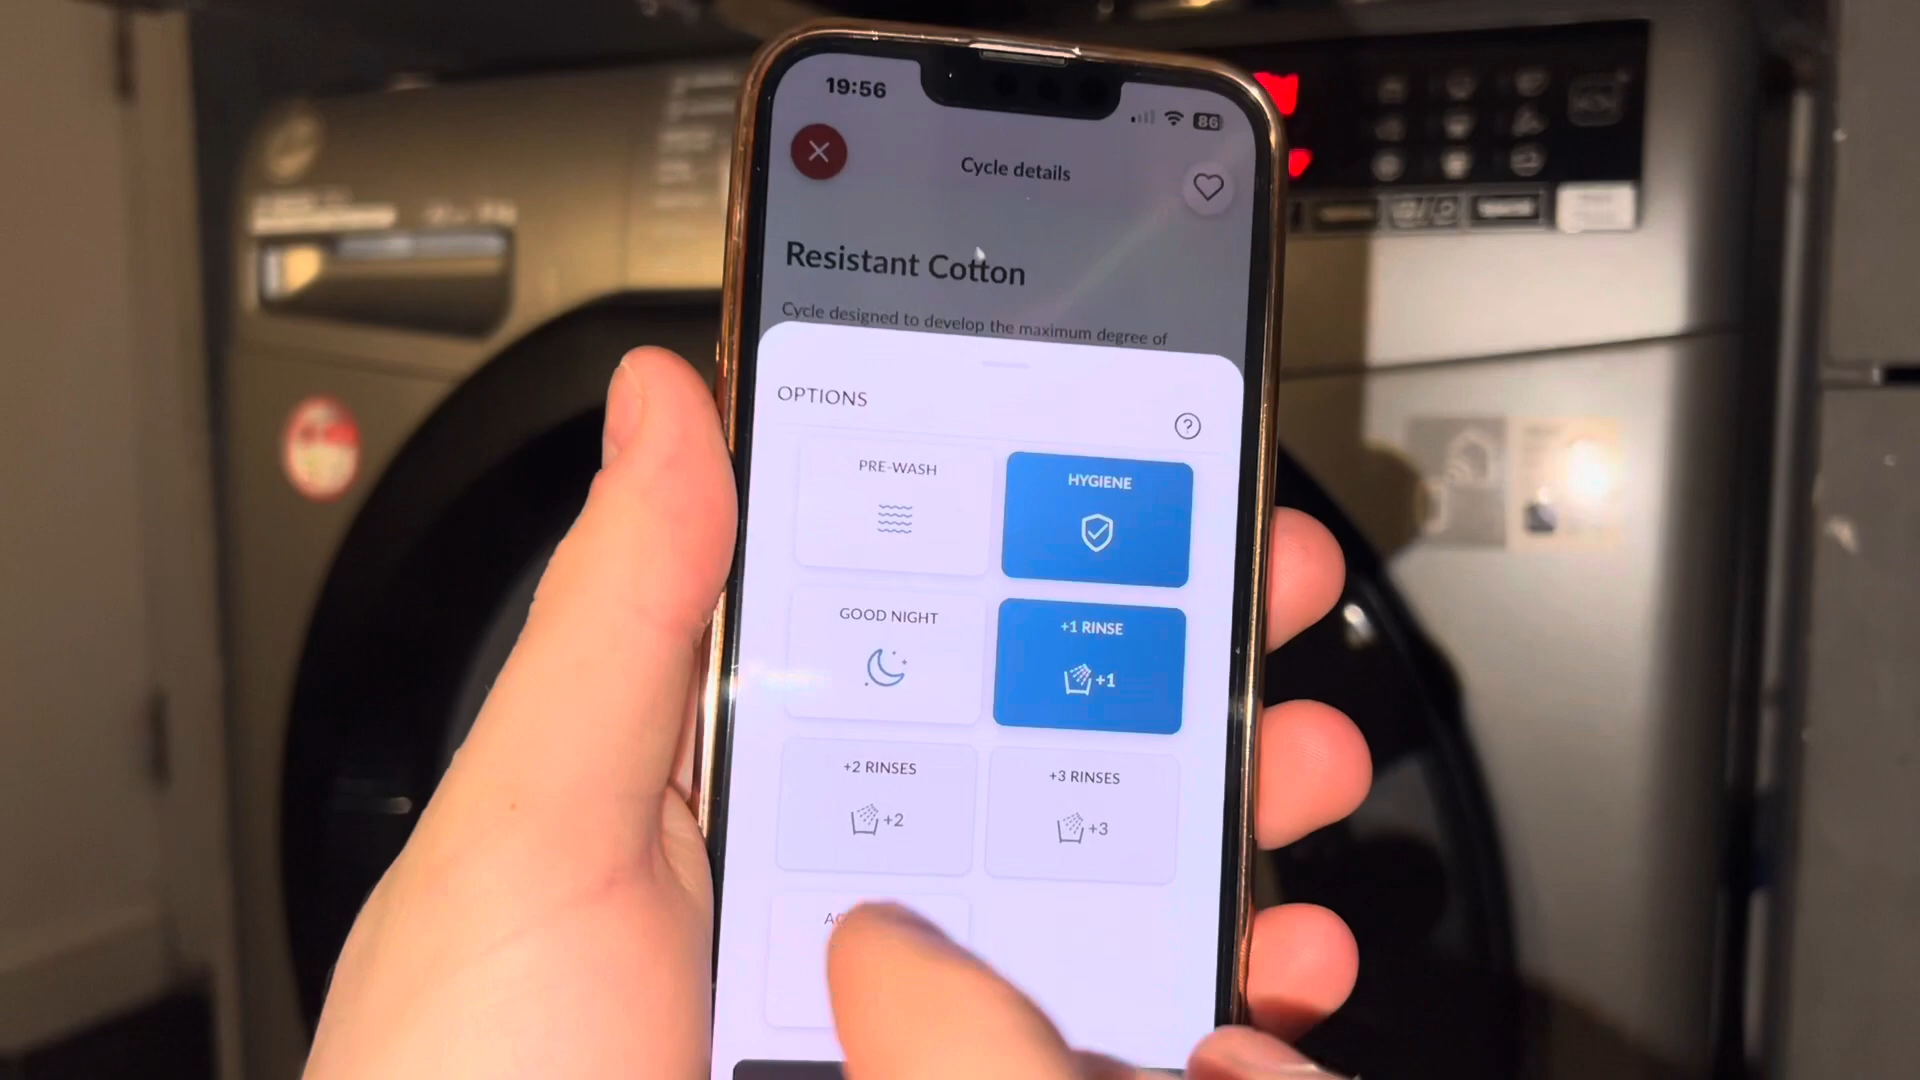 19:56
86
Cycle details
Resistant Cotton
Cycle designed to develop the maximum degree of
OPTIONS
?
PRE-WASH
HYGIENE
GOOD NIGHT
+1 RINSE
+1
+2 RINSES
+3 RINSES
+2
+3